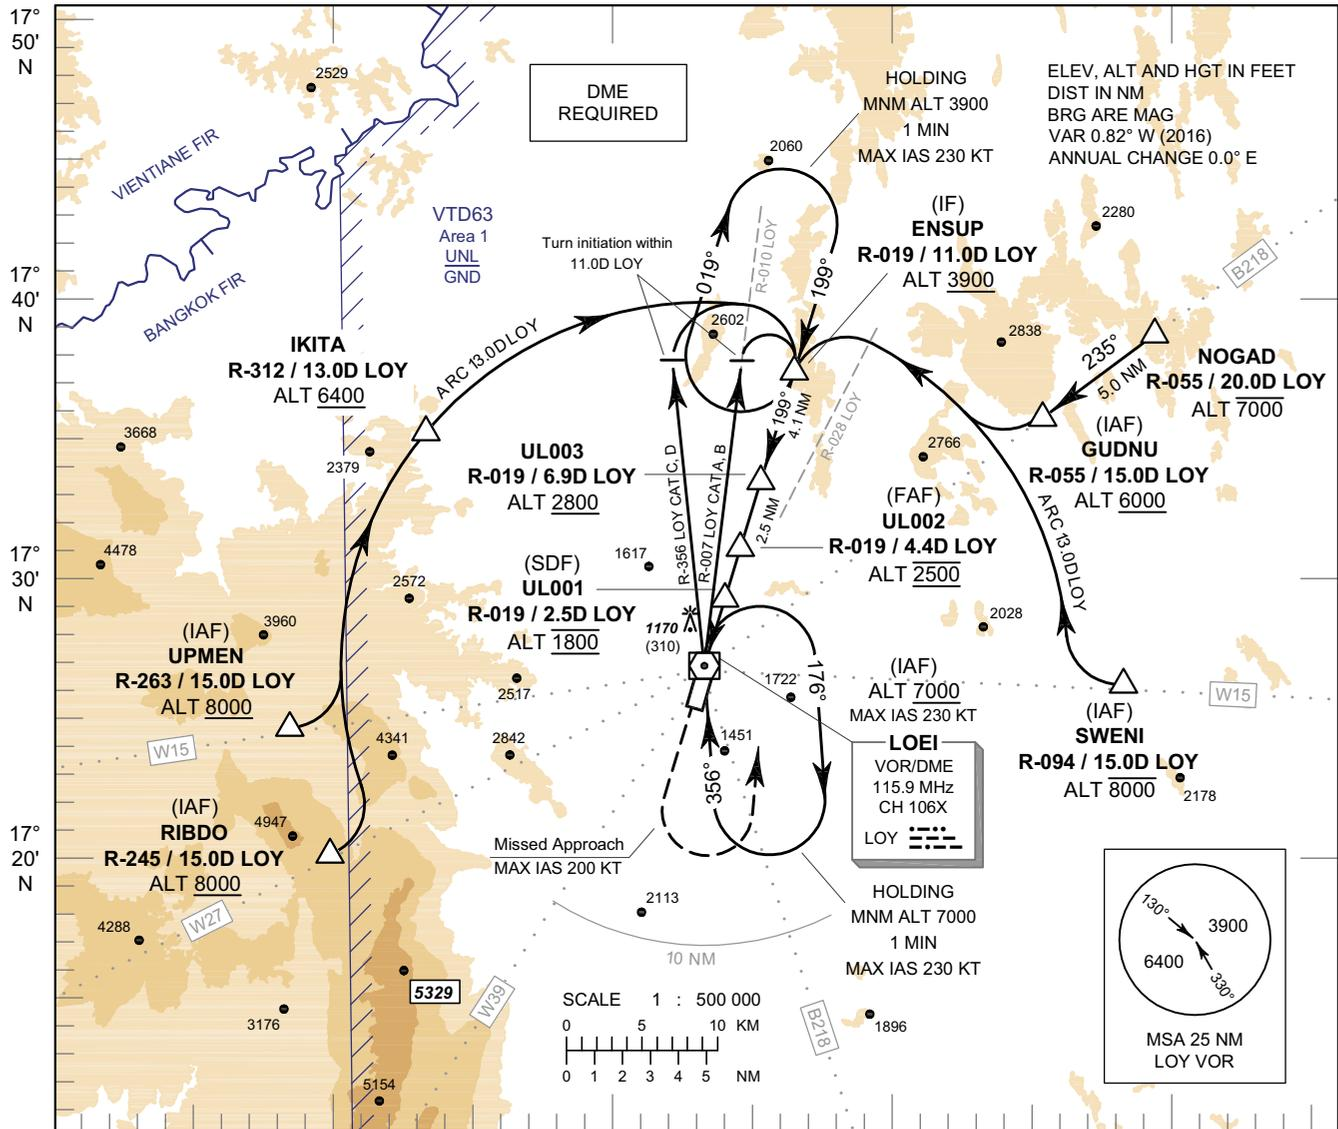 17°
50'
N
2529
DME
REQUIRED
HOLDING
MNM ALT 3900
1 MIN
MAX IAS 230 KT
ELEV, ALT AND HGT IN FEET
DIST IN NM
BRG ARE MAG
VAR 0.82° W (2016)
ANNUAL CHANGE 0.0° E
2060
VIENTIANE FIR
BANGKOK FIR
VTD63
Area 1
UNL
GND
Turn initiation within
11.0D LOY
019°
R-010 LOY
199°
(IF)
ENSUP
R-019 / 11.0D LOY
ALT 3900
2280
B218
17°
40'
N
IKITA
R-312 / 13.0D LOY
ALT 6400
ARC 13.0D LOY
2602
2838
235°
5.0 NM
NOGAD
R-055 / 20.0D LOY
ALT 7000
(IAF)
GUDNU
R-055 / 15.0D LOY
ALT 6000
3668
2379
199°
4.1 NM
R-028 LOY
2766
UL003
R-019 / 6.9D LOY
ALT 2800
R-356 LOY CAT C, D
R-007 LOY CAT A, B
2.5 NM
(FAF)
UL002
R-019 / 4.4D LOY
ALT 2500
ARC 13.0D LOY
4478
17°
30'
N
2572
1617
(SDF)
UL001
R-019 / 2.5D LOY
ALT 1800
1170
(310)
2028
3960
(IAF)
UPMEN
R-263 / 15.0D LOY
ALT 8000
2517
1722
176°
(IAF)
ALT 7000
MAX IAS 230 KT
LOEI
VOR/DME
115.9 MHz
CH 106X
LOY
W15
(IAF)
SWENI
R-094 / 15.0D LOY
ALT 8000
2178
W15
4341
2842
1451
356°
17°
20'
N
(IAF)
RIBDO
R-245 / 15.0D LOY
ALT 8000
4947
Missed Approach
MAX IAS 200 KT
HOLDING
MNM ALT 7000
1 MIN
MAX IAS 230 KT
2113
10 NM
4288
W27
5329
W39
3176
5154
SCALE 1 : 500 000
0 5 10 KM
0 1 2 3 4 5 NM
B218
1896
130°
3900
6400
330°
MSA 25 NM
LOY VOR